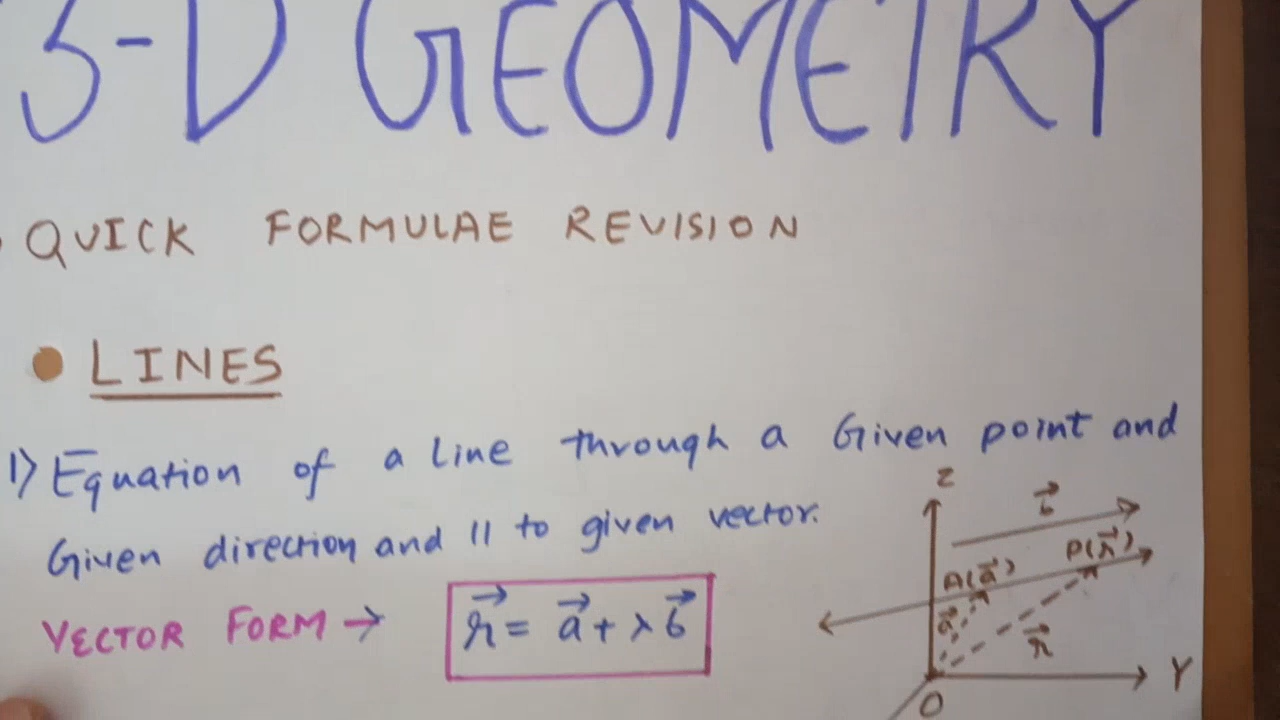 3-D GEOMETRY
QUICK FORMULAE REVISION
LINES
1) Equation of a line through a Given point and
Given direction and || to given vector.
VECTOR FORM → r⃗ = a⃗ + λb⃗
Z
b⃗
P(r⃗)
A(a⃗)
a⃗
r⃗
Y
O